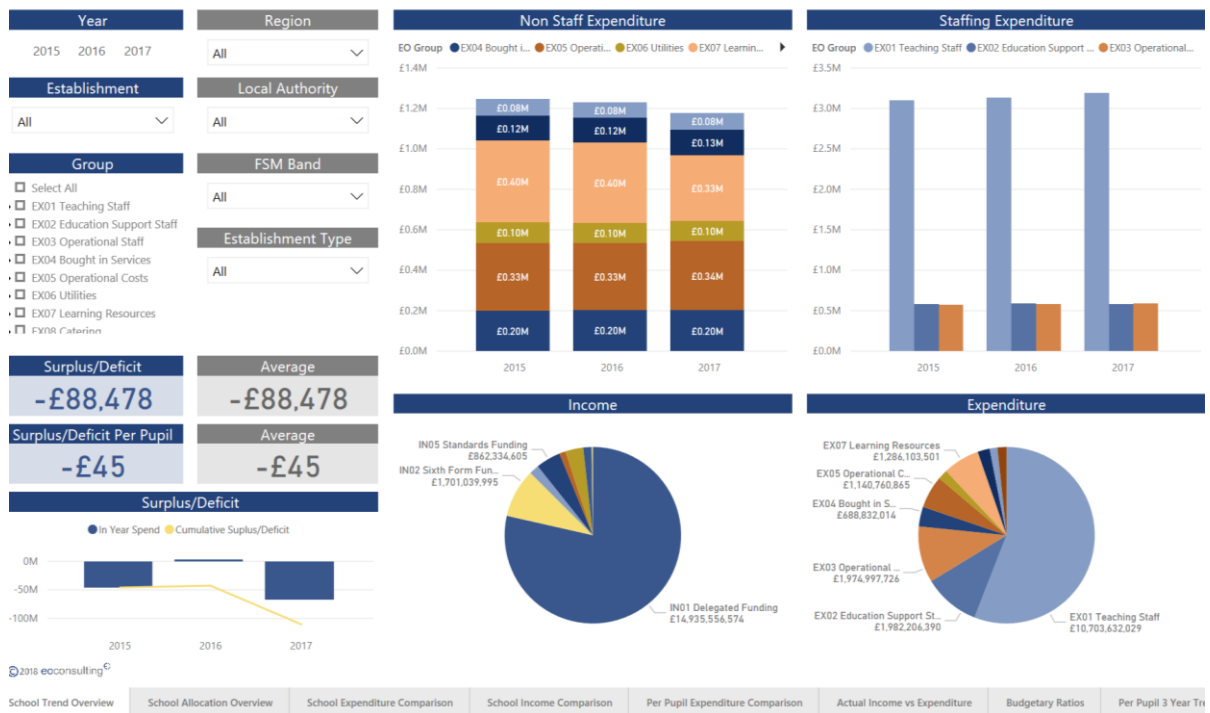 Year
2015 2016 2017
Region
All
Establishment
All
Local Authority
All
Group
Select All
EX01 Teaching Staff
EX02 Education Support Staff
EX03 Operational Staff
EX04 Bought in Services
EX05 Operational Costs
EX06 Utilities
EX07 Learning Resources
EX08 Catering
FSM Band
All
Establishment Type
All
Surplus/Deficit
-£88,478
Average
-£88,478
Surplus/Deficit Per Pupil
-£45
Average
-£45
Surplus/Deficit
In Year Spend Cumulative Suplus/Deficit
0M
-50M
-100M
2015 2016 2017
Non Staff Expenditure
EO Group EX04 Bought i... EX05 Operati... EX06 Utilities EX07 Learnin...
£1.4M
£1.2M
£1.0M
£0.8M
£0.6M
£0.4M
£0.2M
£0.0M
£0.08M £0.08M £0.08M
£0.12M £0.12M £0.13M
£0.40M £0.40M £0.33M
£0.10M £0.10M £0.10M
£0.33M £0.33M £0.34M
£0.20M £0.20M £0.20M
2015 2016 2017
Staffing Expenditure
EO Group EX01 Teaching Staff EX02 Education Support ... EX03 Operational...
£3.5M
£3.0M
£2.5M
£2.0M
£1.5M
£1.0M
£0.5M
£0.0M
2015 2016 2017
Income
IN05 Standards Funding
£862,334,605
IN02 Sixth Form Fun...
£1,701,039,995
IN01 Delegated Funding
£14,935,556,574
Expenditure
EX07 Learning Resources
£1,286,103,501
EX05 Operational C...
£1,140,760,865
EX04 Bought in S...
£688,832,014
EX03 Operational ...
£1,974,997,726
EX02 Education Support St...
£1,982,206,390
EX01 Teaching Staff
£10,703,632,029
©2018 eoconsulting
School Trend Overview School Allocation Overview School Expenditure Comparison School Income Comparison Per Pupil Expenditure Comparison Actual Income vs Expenditure Budgetary Ratios Per Pupil 3 Year Tre